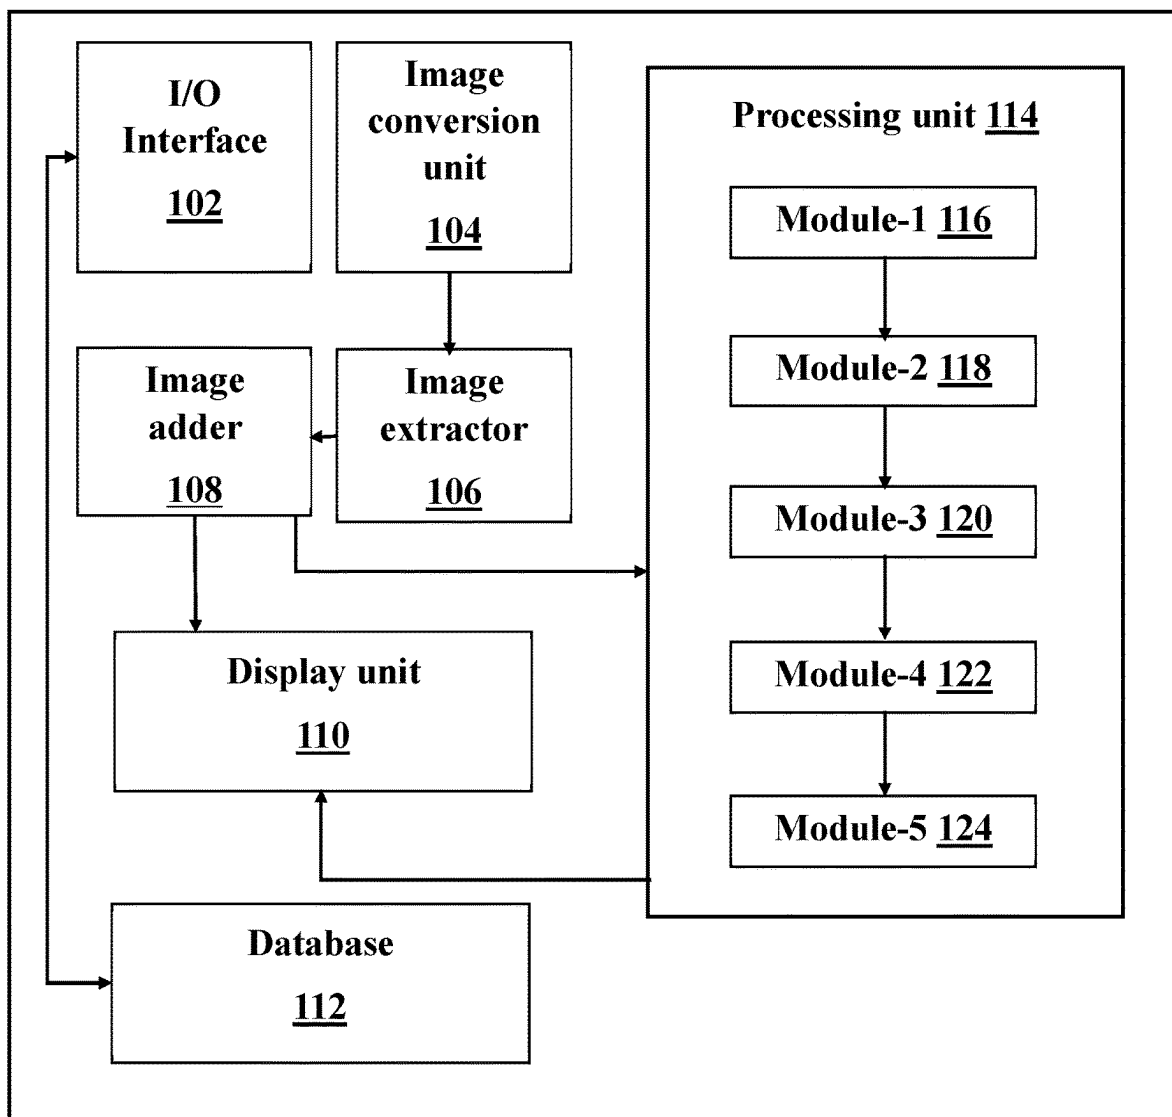 I/O
Interface
102
Image
conversion
unit
104
Image
adder
108
Image
extractor
106
Display unit
110
Database
112
Processing unit 114
Module-1 116
Module-2 118
Module-3 120
Module-4 122
Module-5 124